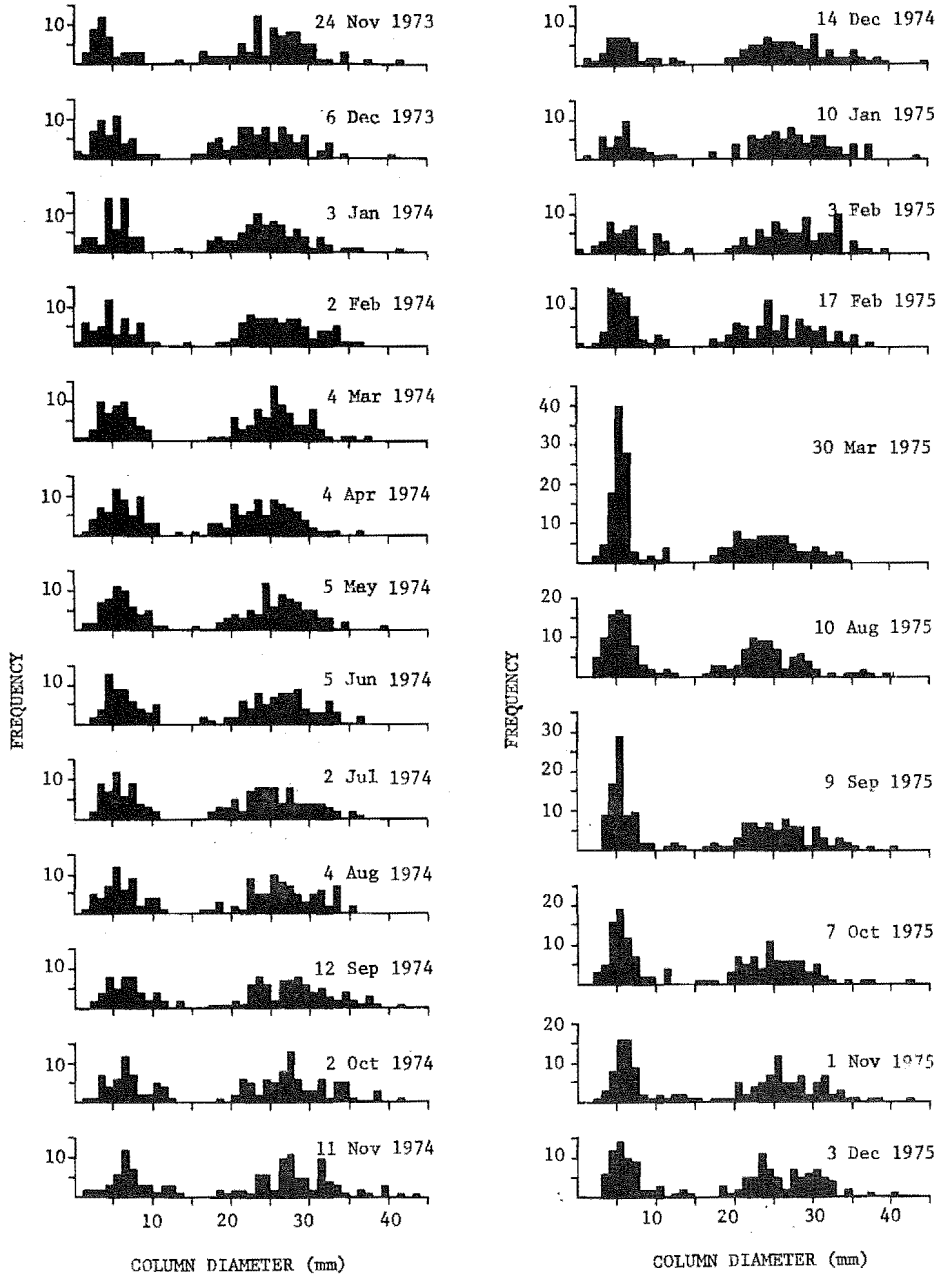 24 Nov 1973
10
6 Dec 1973
10
3 Jan 1974
10
2 Feb 1974
10
4 Mar 1974
10
4 Apr 1974
10
5 May 1974
10
5 Jun 1974
10
2 Jul 1974
10
4 Aug 1974
10
12 Sep 1974
10
2 Oct 1974
10
11 Nov 1974
10
10 20 30 40
FREQUENCY
COLUMN DIAMETER (mm)
14 Dec 1974
10
10 Jan 1975
10
3 Feb 1975
10
17 Feb 1975
10
30 Mar 1975
40
30
20
10
10 Aug 1975
20
10
9 Sep 1975
30
20
10
7 Oct 1975
20
10
1 Nov 1975
20
10
3 Dec 1975
10
10 20 30 40
FREQUENCY
COLUMN DIAMETER (mm)